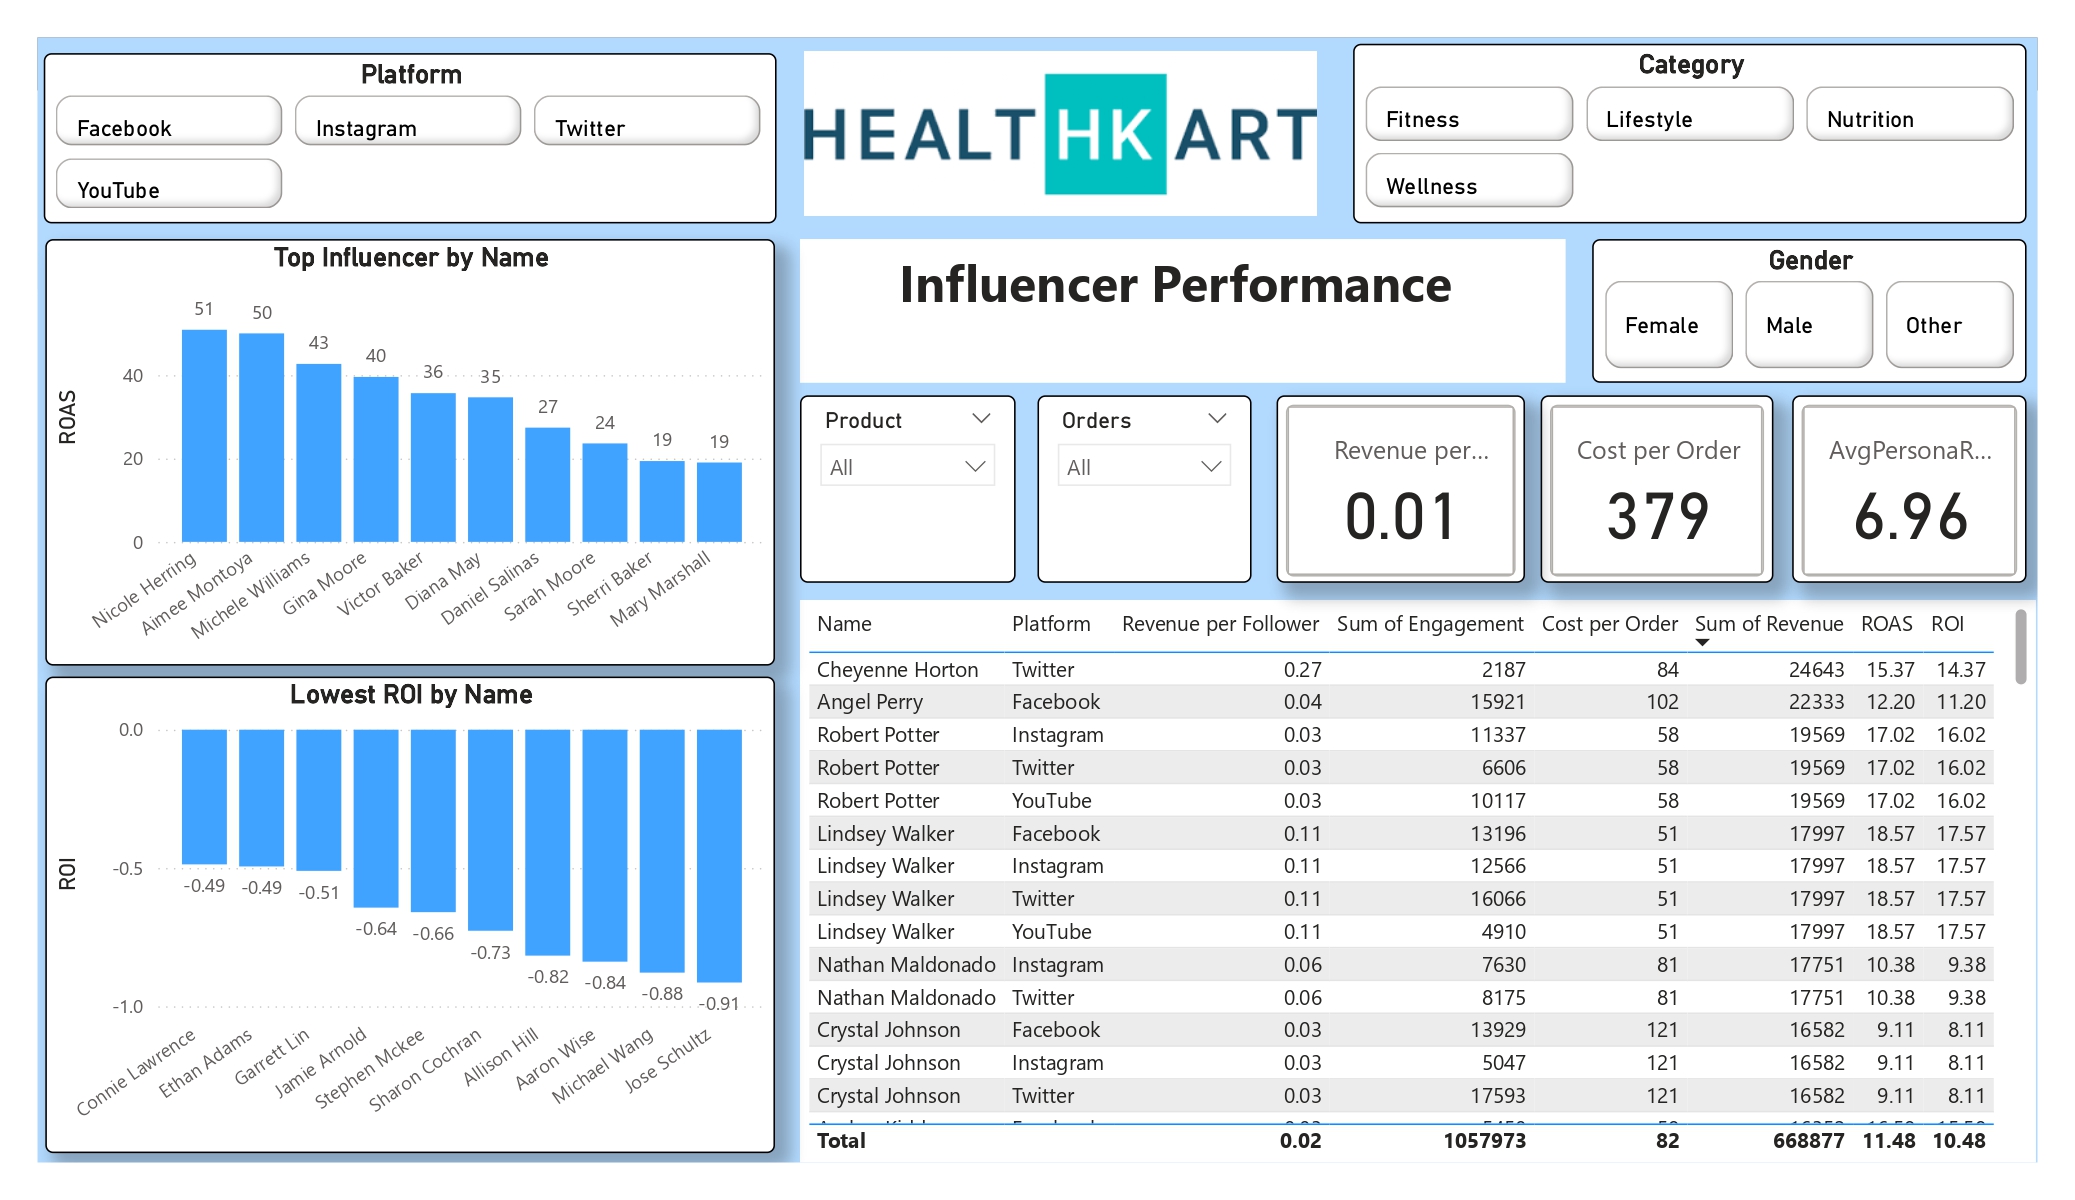 Platform
Facebook
Instagram
Twitter
YouTube
HEALTHKART
Category
Fitness
Lifestyle
Nutrition
Wellness
Top Influencer by Name
ROAS
51 50 43 40 36 35 27 24 19 19
40
20
0
Nicole Herring
Aimee Montoya
Michele Williams
Gina Moore
Victor Baker
Diana May
Daniel Salinas
Sarah Moore
Sherri Baker
Mary Marshall
Influencer Performance
Gender
Female
Male
Other
Product
All
Orders
All
Revenue per...
0.01
Cost per Order
379
AvgPersonaR...
6.96
Lowest ROI by Name
ROI
0.0
-0.5
-1.0
-0.49 -0.49 -0.51 -0.64 -0.66 -0.73 -0.82 -0.84 -0.88 -0.91
Connie Lawrence
Ethan Adams
Garrett Lin
Jamie Arnold
Stephen Mckee
Sharon Cochran
Allison Hill
Aaron Wise
Michael Wang
Jose Schultz
Name Platform Revenue per Follower Sum of Engagement Cost per Order Sum of Revenue ROAS ROI
Cheyenne Horton Twitter 0.27 2187 84 24643 15.37 14.37
Angel Perry Facebook 0.04 15921 102 22333 12.20 11.20
Robert Potter Instagram 0.03 11337 58 19569 17.02 16.02
Robert Potter Twitter 0.03 6606 58 19569 17.02 16.02
Robert Potter YouTube 0.03 10117 58 19569 17.02 16.02
Lindsey Walker Facebook 0.11 13196 51 17997 18.57 17.57
Lindsey Walker Instagram 0.11 12566 51 17997 18.57 17.57
Lindsey Walker Twitter 0.11 16066 51 17997 18.57 17.57
Lindsey Walker YouTube 0.11 4910 51 17997 18.57 17.57
Nathan Maldonado Instagram 0.06 7630 81 17751 10.38 9.38
Nathan Maldonado Twitter 0.06 8175 81 17751 10.38 9.38
Crystal Johnson Facebook 0.03 13929 121 16582 9.11 8.11
Crystal Johnson Instagram 0.03 5047 121 16582 9.11 8.11
Crystal Johnson Twitter 0.03 17593 121 16582 9.11 8.11
Total 0.02 1057973 82 668877 11.48 10.48